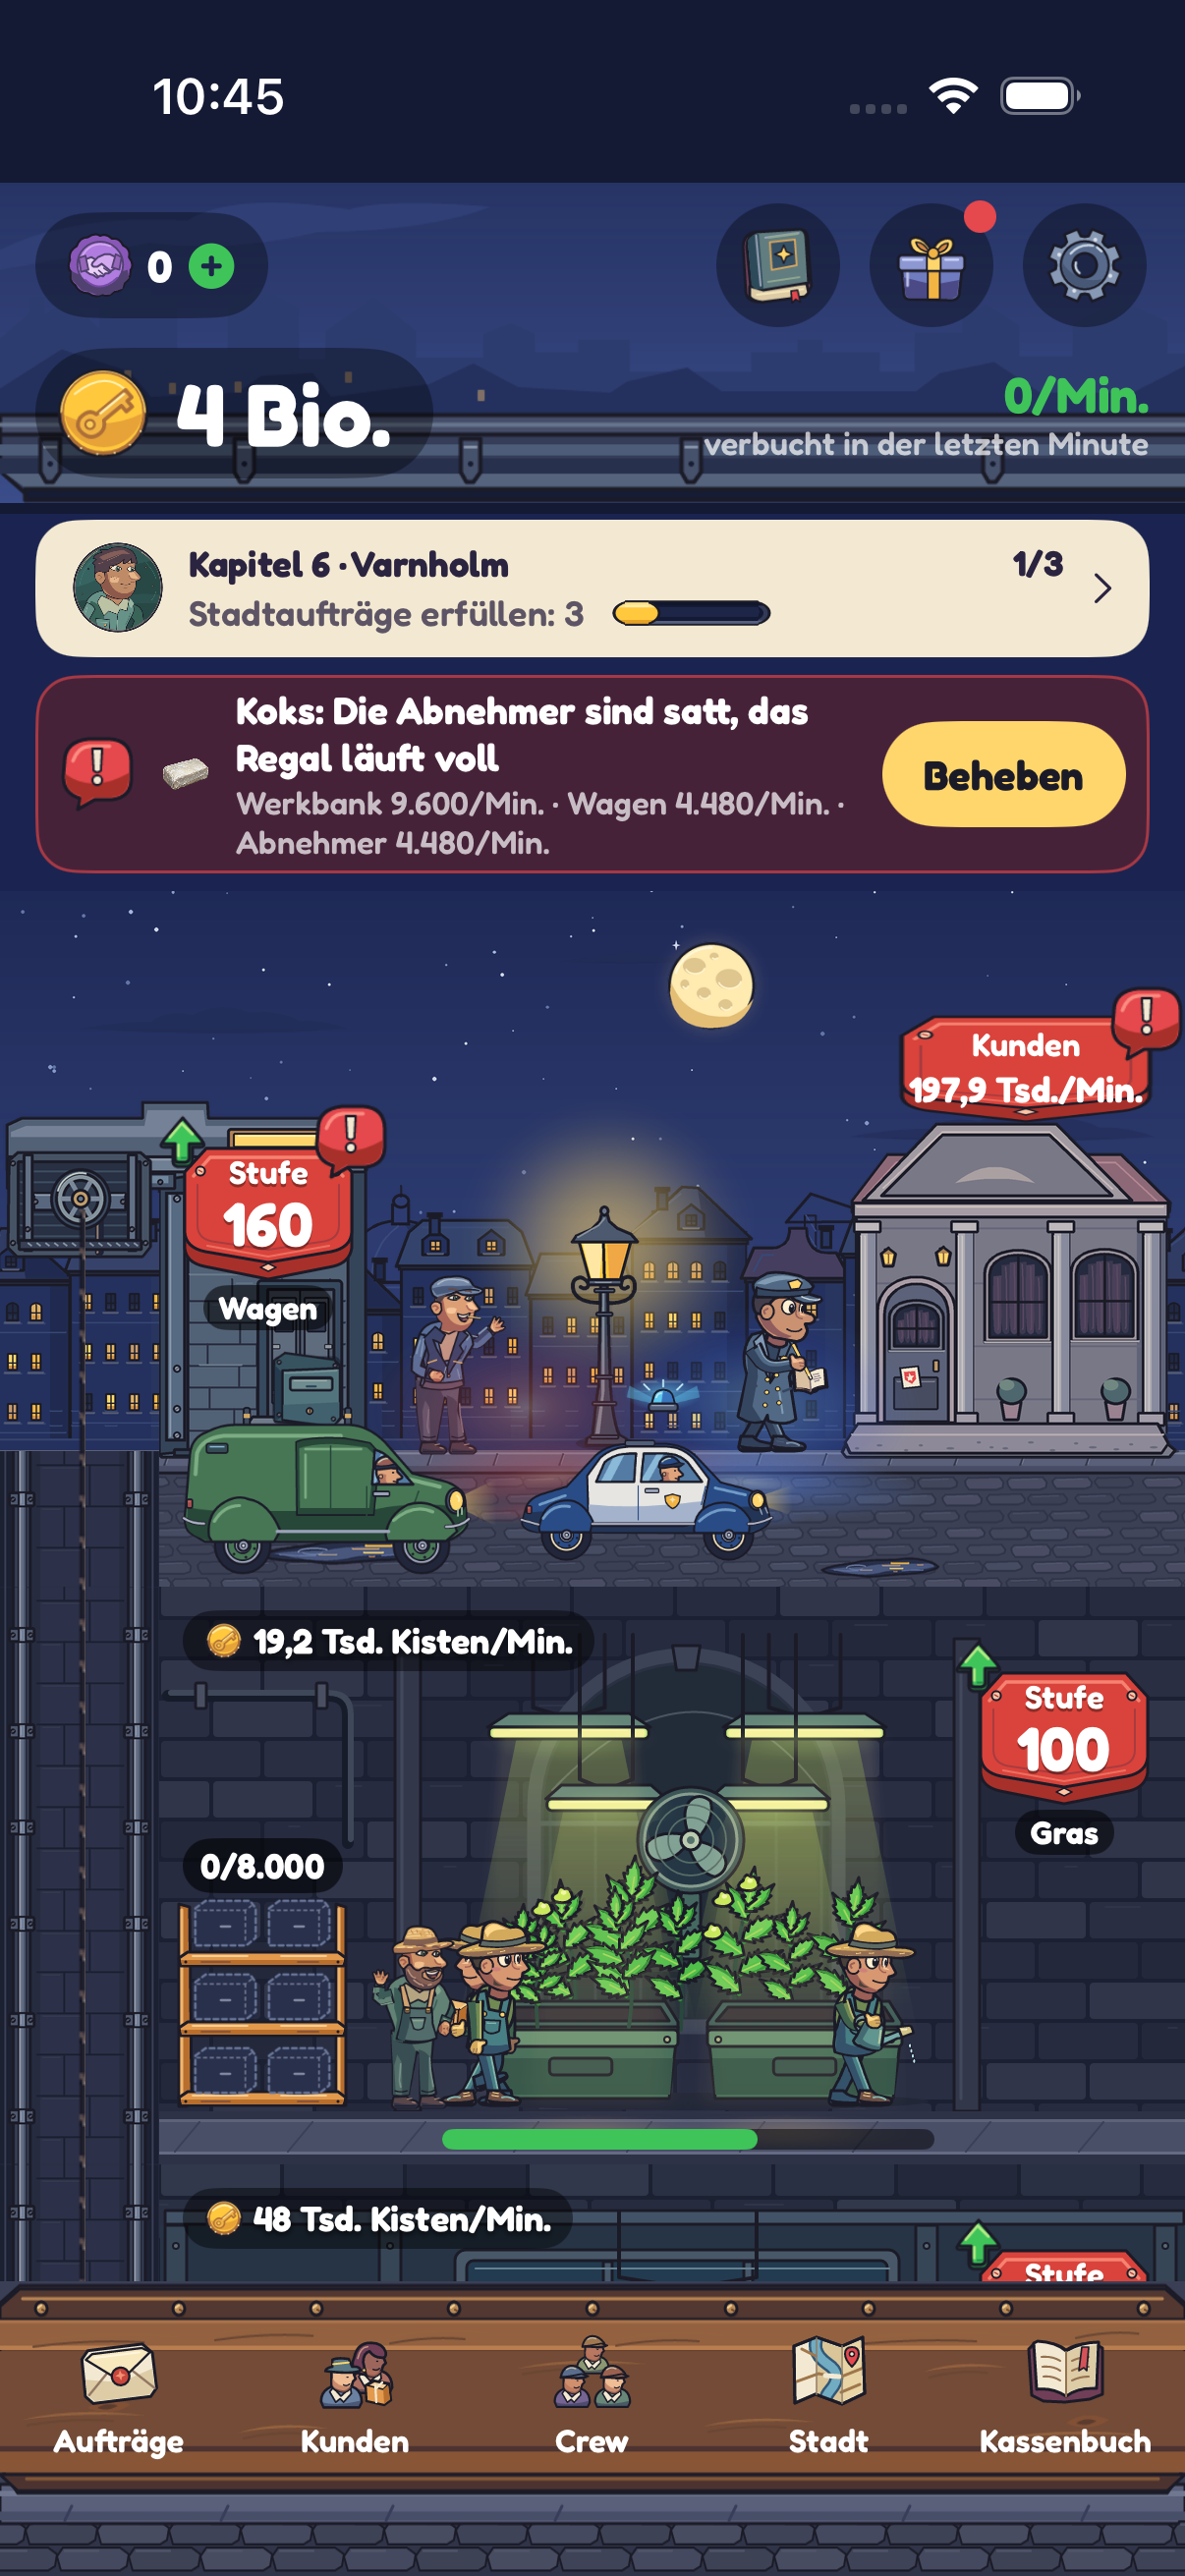 10:45
0
4 Bio.
0/Min.
verbucht in der letzten Minute
Kapitel 6 · Varnholm
1/3
Stadtaufträge erfüllen: 3
Koks: Die Abnehmer sind satt, das
Regal läuft voll
Werkbank 9.600/Min. · Wagen 4.480/Min. ·
Abnehmer 4.480/Min.
Beheben
Kunden
197,9 Tsd./Min.
Stufe
160
Wagen
19,2 Tsd. Kisten/Min.
Stufe
100
Gras
0/8.000
48 Tsd. Kisten/Min.
Stufe
Aufträge
Kunden
Crew
Stadt
Kassenbuch